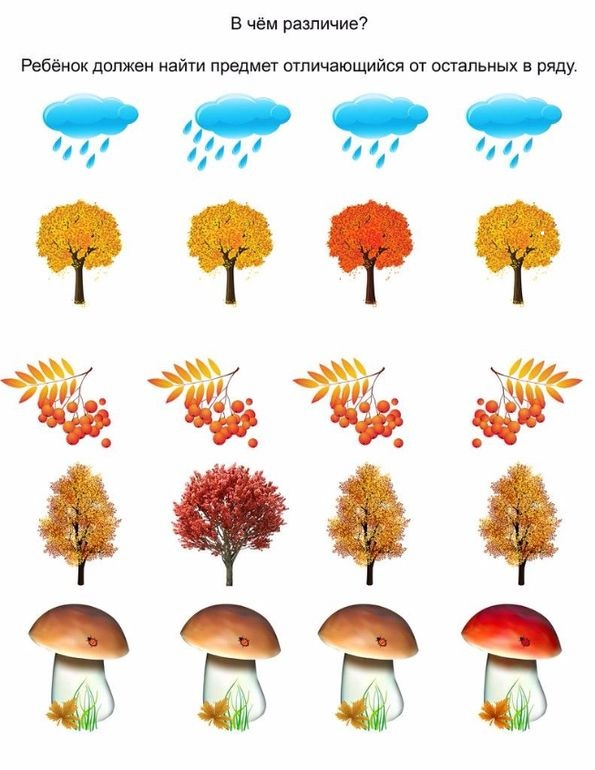 В чём различие?
Ребёнок должен найти предмет отличающийся от остальных в ряду.